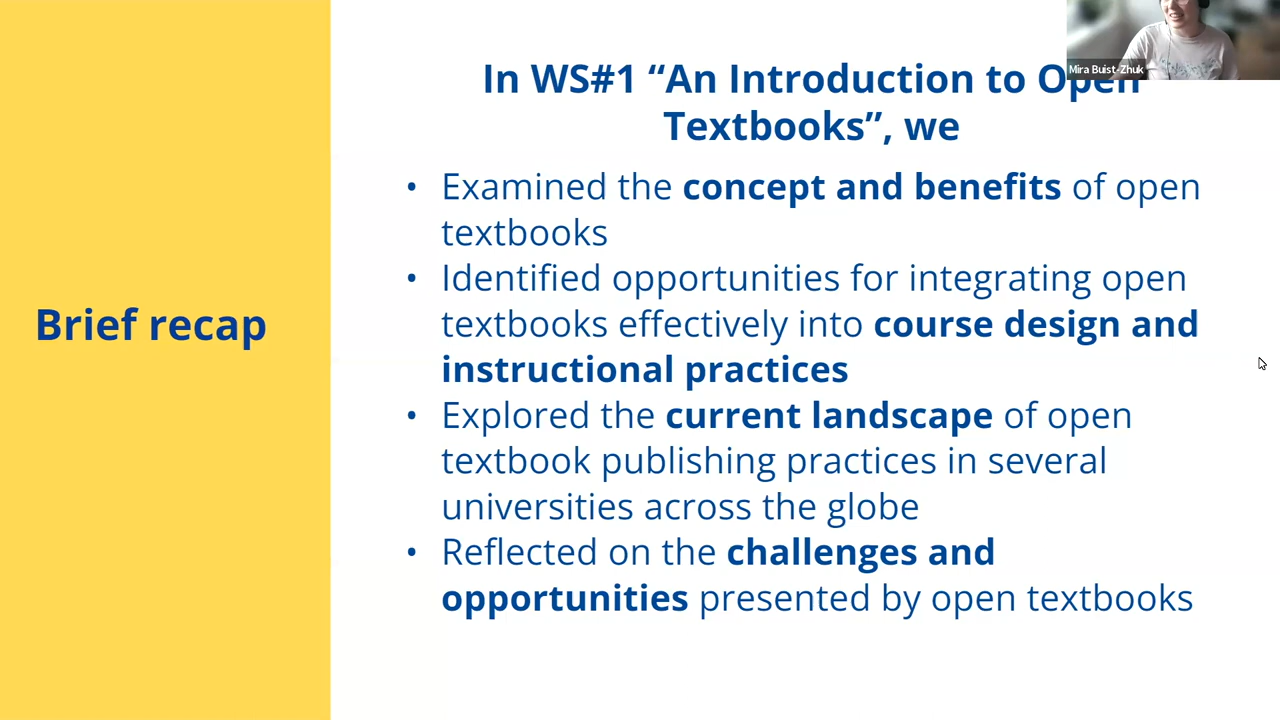 Mira Buist-Zhuk
In WS#1 “An Introduction to Open
Textbooks”, we
Brief recap
• Examined the concept and benefits of open
textbooks
• Identified opportunities for integrating open
textbooks effectively into course design and
instructional practices
• Explored the current landscape of open
textbook publishing practices in several
universities across the globe
• Reflected on the challenges and
opportunities presented by open textbooks